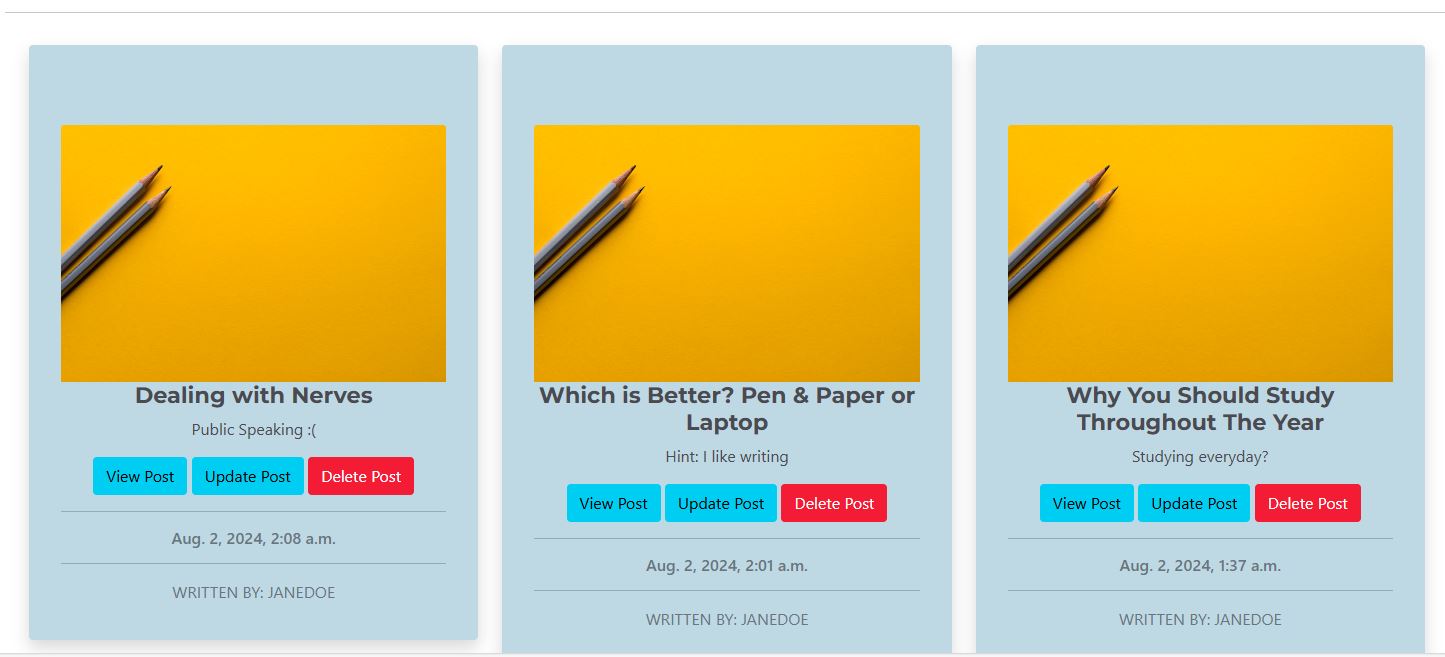 Dealing with Nerves
Public Speaking :(
View Post Update Post Delete Post
Aug. 2, 2024, 2:08 a.m.
WRITTEN BY: JANEDOE
Which is Better? Pen & Paper or
Laptop
Hint: I like writing
View Post Update Post Delete Post
Aug. 2, 2024, 2:01 a.m.
WRITTEN BY: JANEDOE
Why You Should Study
Throughout The Year
Studying everyday?
View Post Update Post Delete Post
Aug. 2, 2024, 1:37 a.m.
WRITTEN BY: JANEDOE